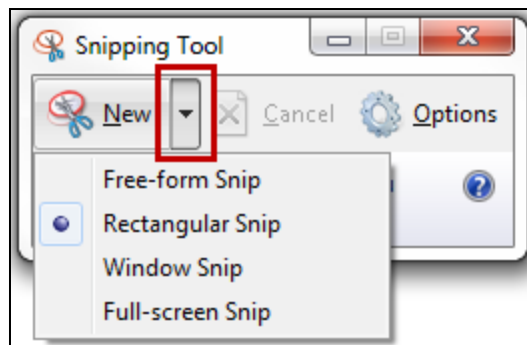 Snipping Tool
New Cancel Options
Free-form Snip
Rectangular Snip
Window Snip
Full-screen Snip